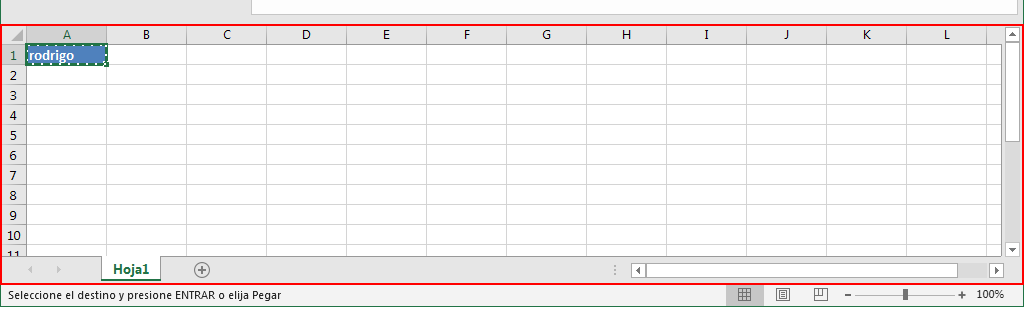 A B C D E F G H I J K L
1 rodrigo
2
3
4
5
6
7
8
9
10
11
Hoja1
Seleccione el destino y presione ENTRAR o elija Pegar 100%